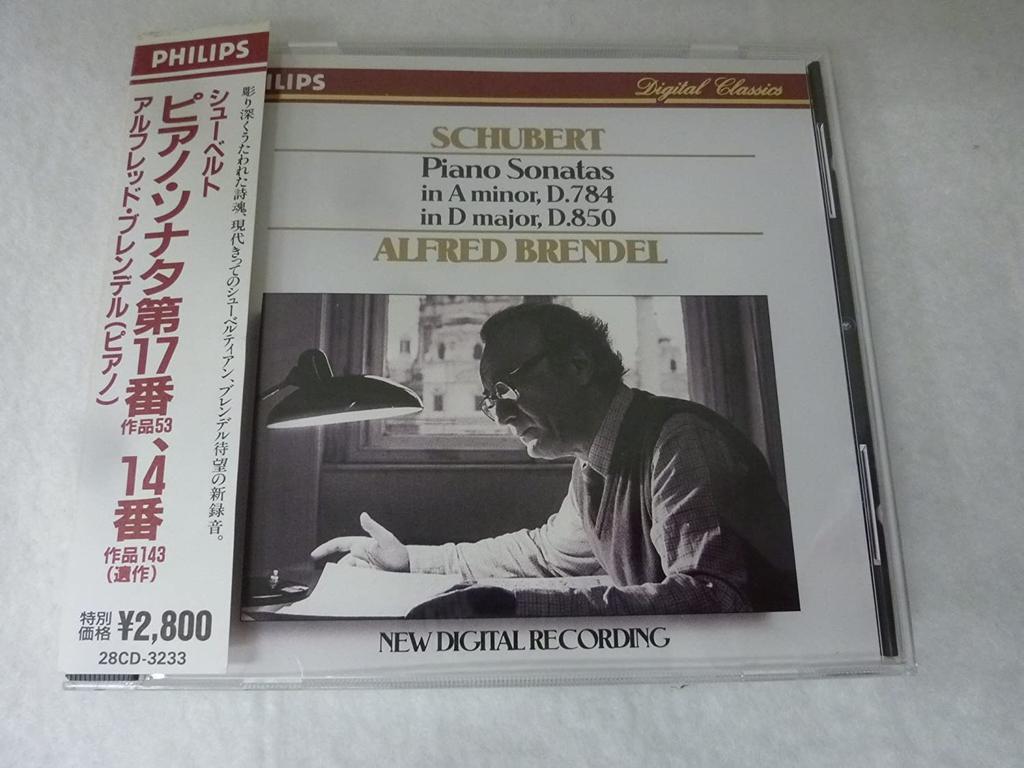 PHILIPS
彫り深くうたわれた詩魂、現代きってのシューベルティアン、ブレンデル待望の新録音。
シューベルト
ピアノ・ソナタ第17番、14番
作品53
作品143
(遺作)
アルフレッド・ブレンデル(ピアノ)
特別
価格 ¥2,800
28CD-3233
LIPS
Digital Classics
SCHUBERT
Piano Sonatas
in A minor, D.784
in D major, D.850
ALFRED BRENDEL
NEW DIGITAL RECORDING